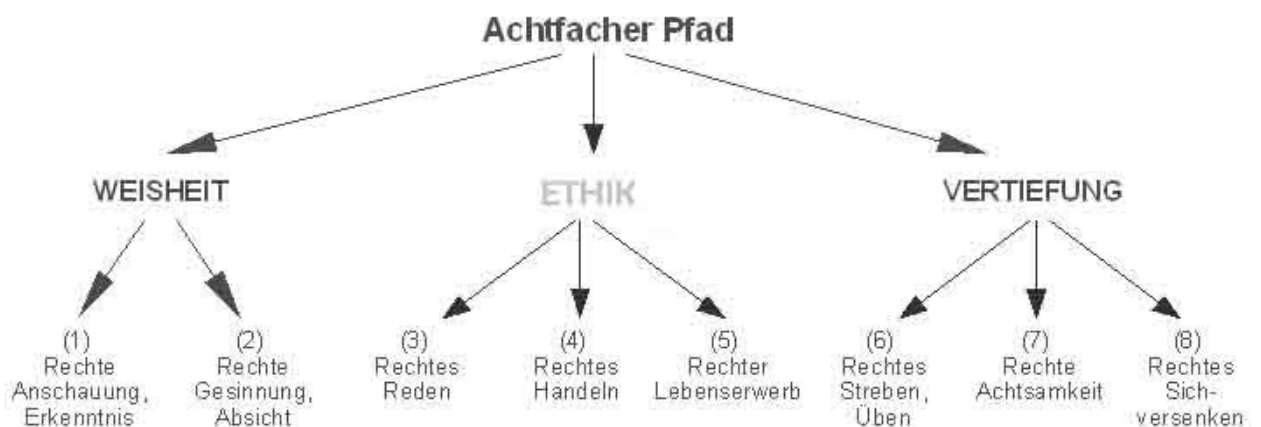 Achtfacher Pfad
WEISHEIT
ETHIK
VERTIEFUNG
(1)
Rechte
Anschauung,
Erkenntnis
(2)
Rechte
Gesinnung,
Absicht
(3)
Rechtes
Reden
(4)
Rechtes
Handeln
(5)
Rechter
Lebenserwerb
(6)
Rechtes
Streben,
Üben
(7)
Rechte
Achtsamkeit
(8)
Rechtes
Sich-
versenken